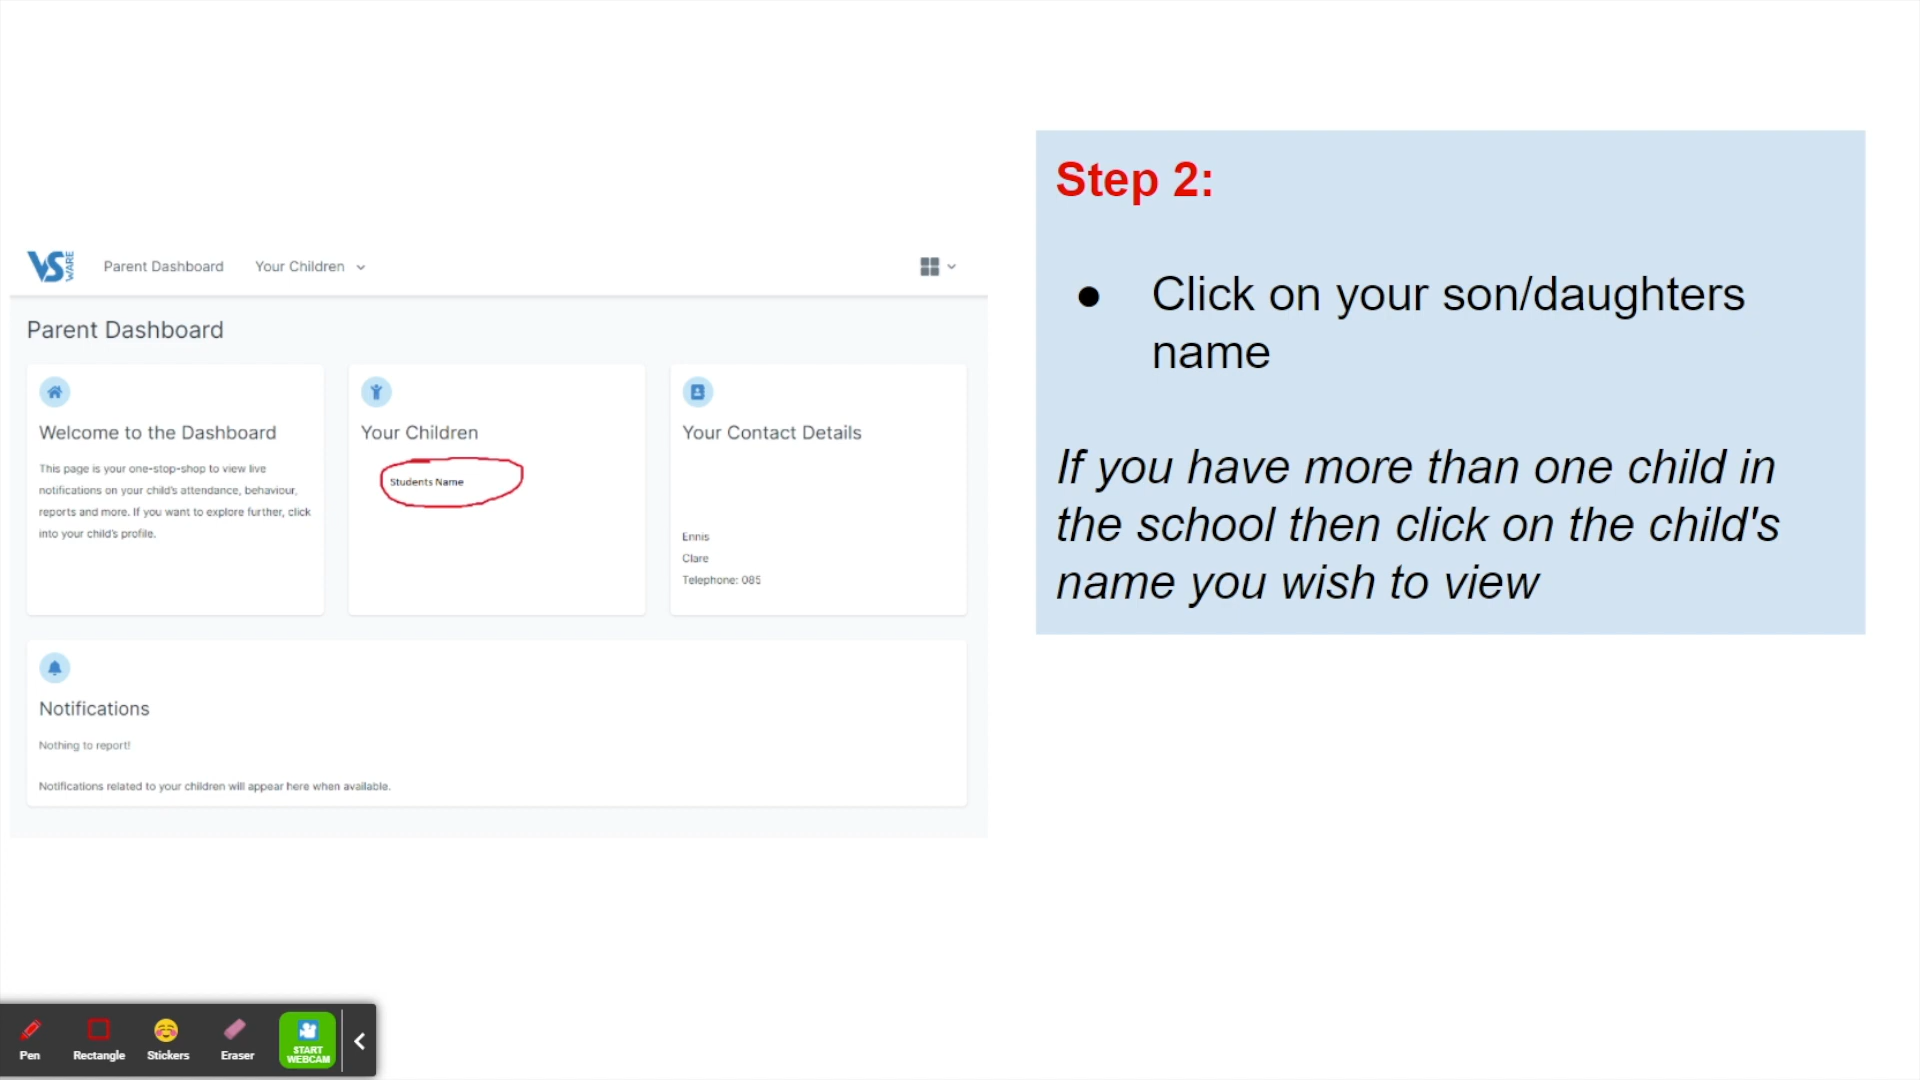 VS WARE
Parent Dashboard
Your Children
Parent Dashboard
Welcome to the Dashboard
This page is your one-stop-shop to view live
notifications on your child's attendance, behaviour,
reports and more. If you want to explore further, click
into your child's profile.
Your Children
Students Name
Your Contact Details
Ennis
Clare
Telephone: 085
Notifications
Nothing to report!
Notifications related to your children will appear here when available.
Step 2:
● Click on your son/daughters
name
If you have more than one child in
the school then click on the child's
name you wish to view
Pen
Rectangle
Stickers
Eraser
START
WEBCAM